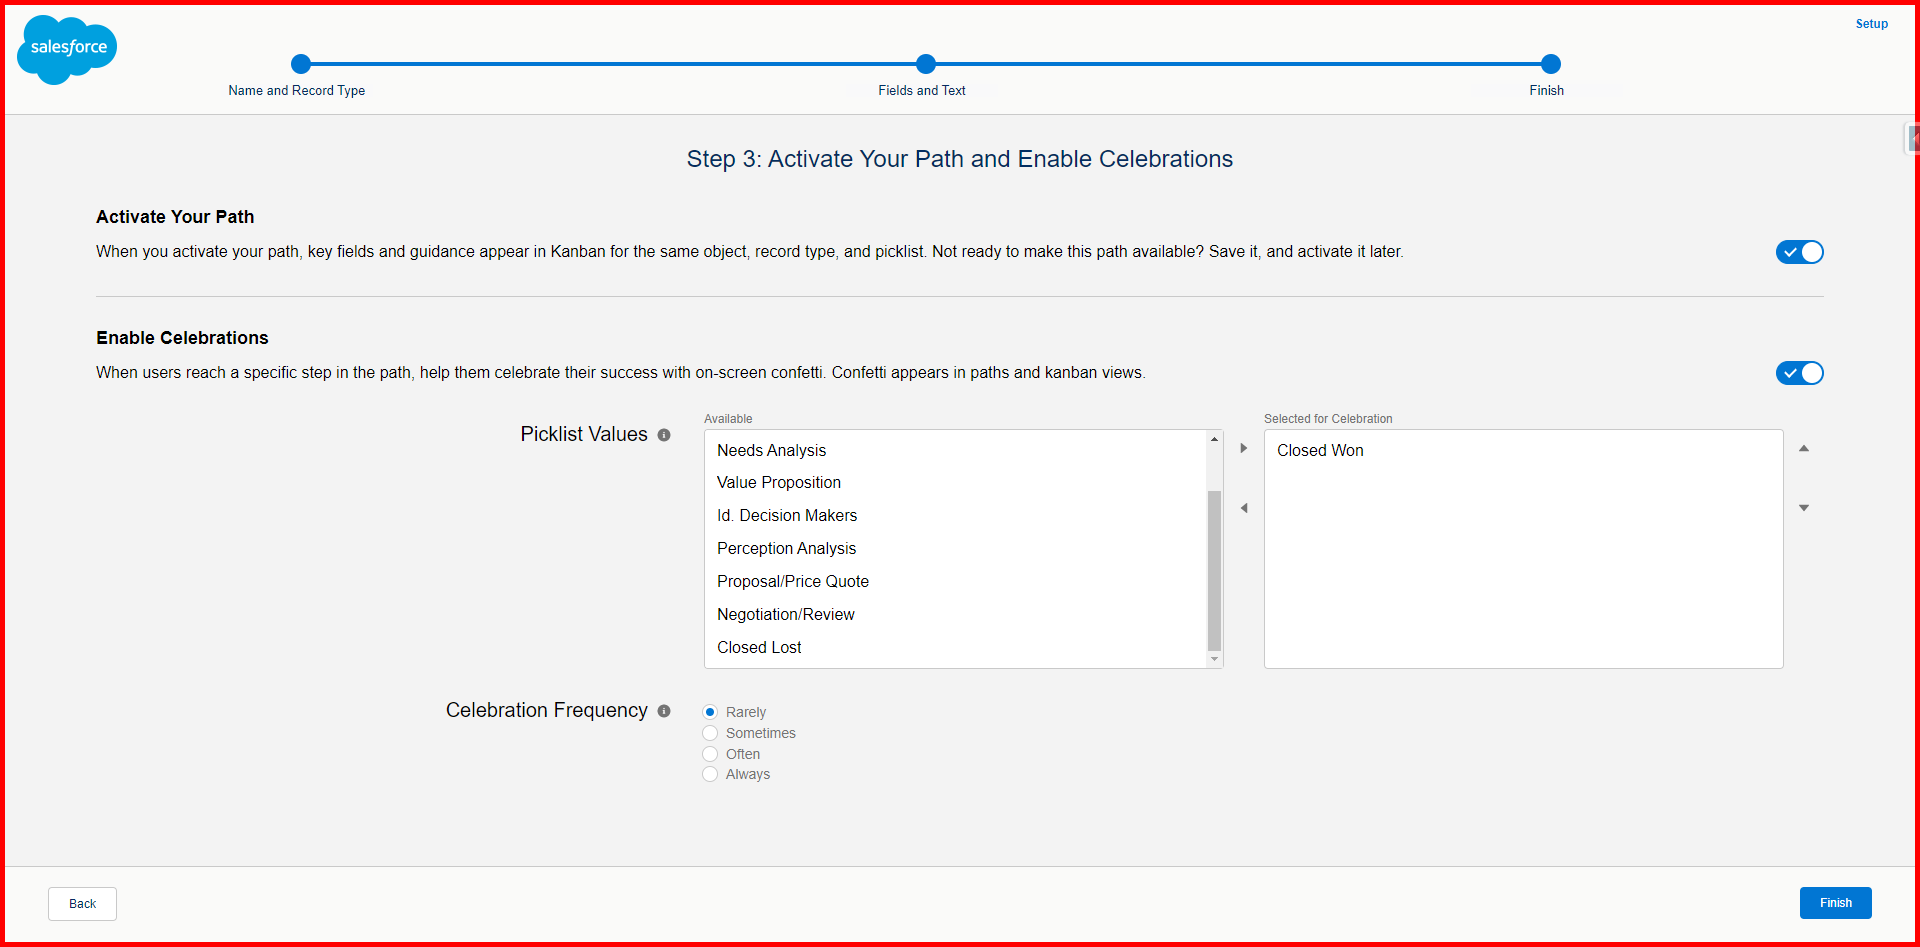 salesforce
Setup
Name and Record Type
Fields and Text
Finish
Step 3: Activate Your Path and Enable Celebrations
Activate Your Path
When you activate your path, key fields and guidance appear in Kanban for the same object, record type, and picklist. Not ready to make this path available? Save it, and activate it later.
Enable Celebrations
When users reach a specific step in the path, help them celebrate their success with on-screen confetti. Confetti appears in paths and kanban views.
Picklist Values
Available
Needs Analysis
Value Proposition
Id. Decision Makers
Perception Analysis
Proposal/Price Quote
Negotiation/Review
Closed Lost
Selected for Celebration
Closed Won
Celebration Frequency
Rarely
Sometimes
Often
Always
Back
Finish